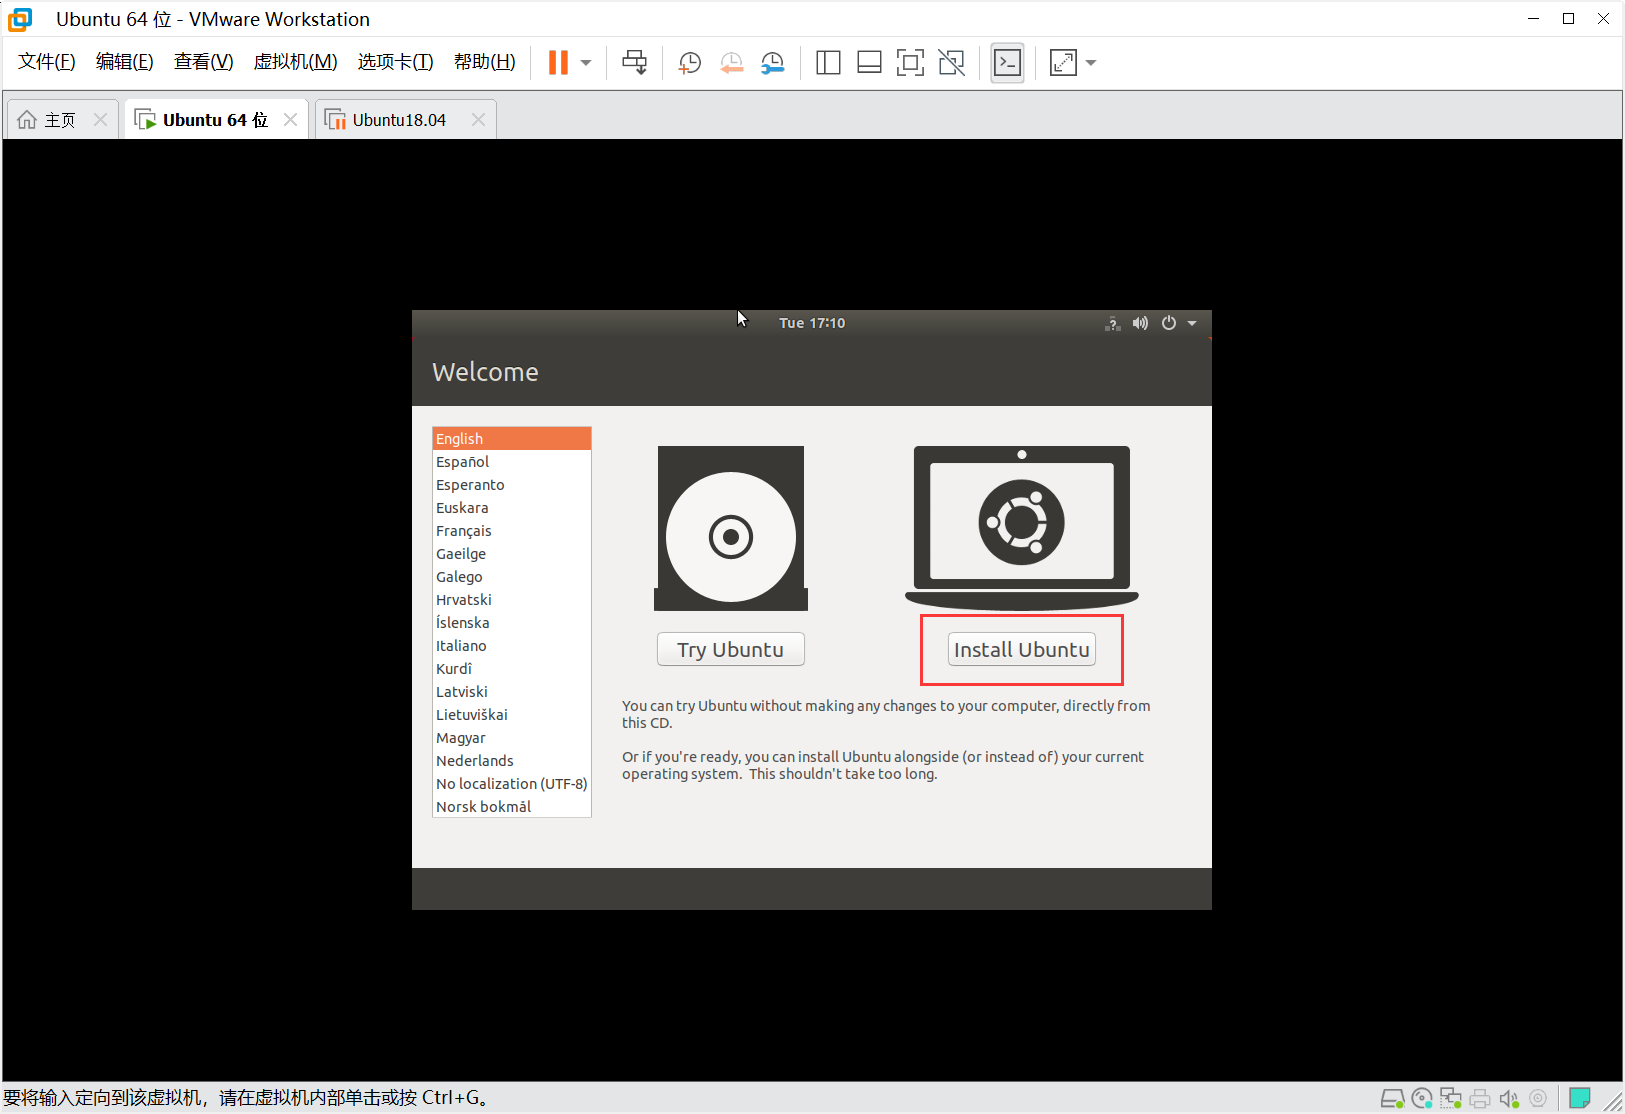 Ubuntu 64 位 - VMware Workstation
文件(F) 编辑(E) 查看(V) 虚拟机(M) 选项卡(T) 帮助(H)
主页 Ubuntu 64 位 Ubuntu18.04
Tue 17:10
Welcome
English
Español
Esperanto
Euskara
Français
Gaeilge
Galego
Hrvatski
Íslenska
Italiano
Kurdî
Latviski
Lietuviškai
Magyar
Nederlands
No localization (UTF-8)
Norsk bokmål
Try Ubuntu
Install Ubuntu
You can try Ubuntu without making any changes to your computer, directly from
this CD.
Or if you're ready, you can install Ubuntu alongside (or instead of) your current
operating system. This shouldn't take too long.
要将输入定向到该虚拟机，请在虚拟机内部单击或按 Ctrl+G。